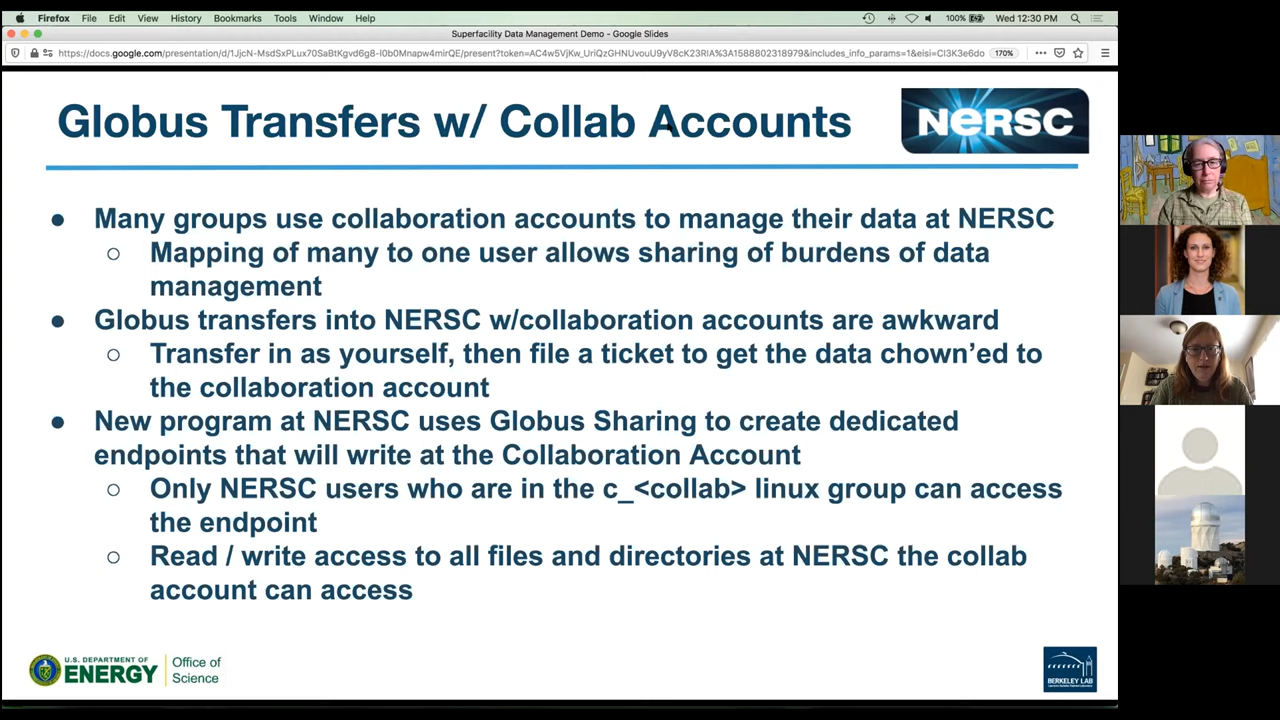 Firefox File Edit View History Bookmarks Tools Window Help 100% Wed 12:30 PM
Superfacility Data Management Demo - Google Slides
170%
Globus Transfers w/ Collab Accounts
NERSC
● Many groups use collaboration accounts to manage their data at NERSC
○ Mapping of many to one user allows sharing of burdens of data
management
● Globus transfers into NERSC w/collaboration accounts are awkward
○ Transfer in as yourself, then file a ticket to get the data chown’ed to
the collaboration account
● New program at NERSC uses Globus Sharing to create dedicated
endpoints that will write at the Collaboration Account
○ Only NERSC users who are in the c_<collab> linux group can access
the endpoint
○ Read / write access to all files and directories at NERSC the collab
account can access
U.S. DEPARTMENT OF
ENERGY
Office of
Science
BERKELEY LAB